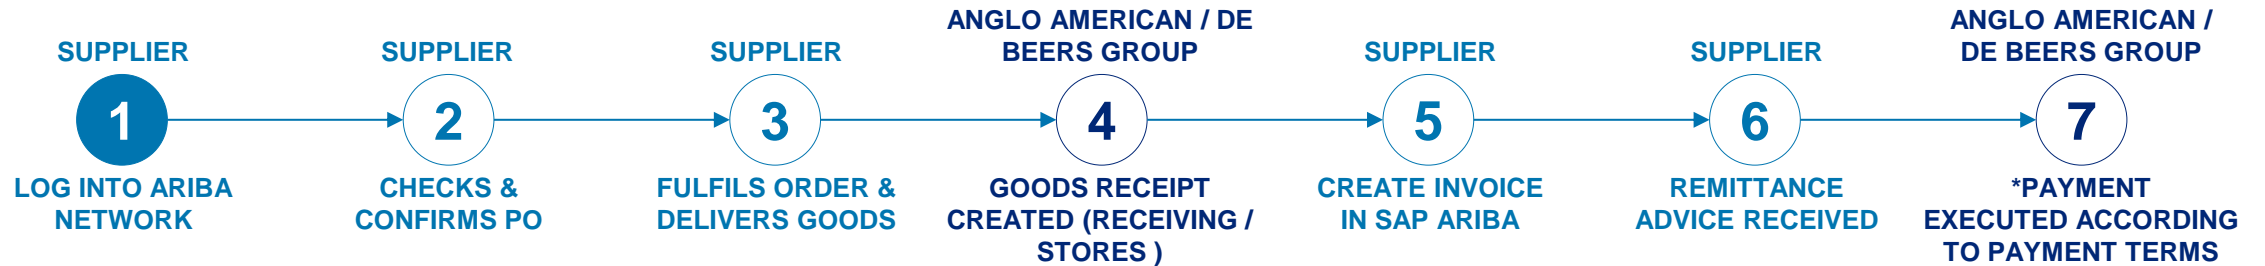 SUPPLIER
1
LOG INTO ARIBA
NETWORK
SUPPLIER
2
CHECKS &
CONFIRMS PO
SUPPLIER
3
FULFILS ORDER &
DELIVERS GOODS
ANGLO AMERICAN / DE
BEERS GROUP
4
GOODS RECEIPT
CREATED (RECEIVING /
STORES )
SUPPLIER
5
CREATE INVOICE
IN SAP ARIBA
SUPPLIER
6
REMITTANCE
ADVICE RECEIVED
ANGLO AMERICAN /
DE BEERS GROUP
7
*PAYMENT
EXECUTED ACCORDING
TO PAYMENT TERMS